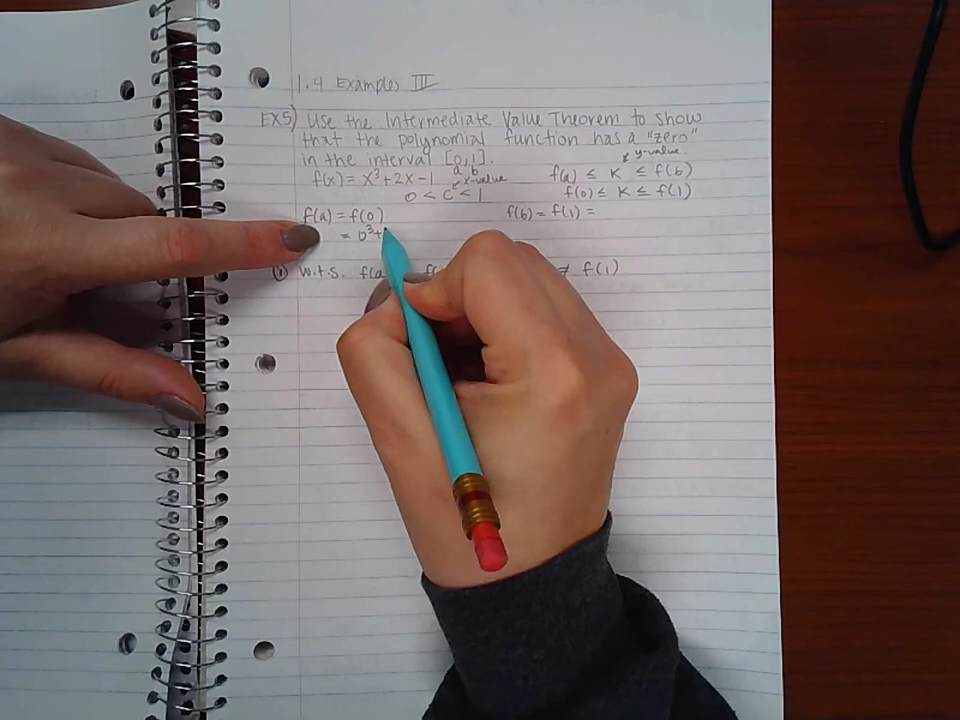 1.4 Examples III
EX5) Use the Intermediate Value Theorem to show
that the polynomial function has a "zero"
in the interval [0,1].
a b
y-value
f(x) = x³+2x-1
x-value
f(a) ≤ K ≤ f(b)
0 < c < 1
f(0) ≤ K ≤ f(1)
f(a) = f(0)
f(b) = f(1) =
= 0³+
① W.t.s. f(a ≠ f(1)